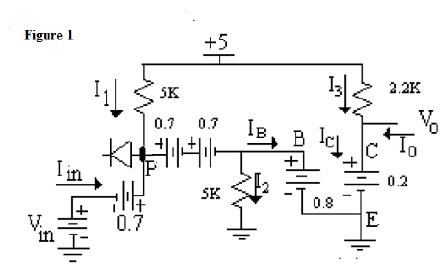 Figure 1
+5
I1
5K
I3
2.2K
Vo
0.7
0.7
IB
B
IC
C
Io
P
+
+
+
+
Iin
5K
I2
0.2
-
-
+
0.7
0.8
E
Vin
+
-